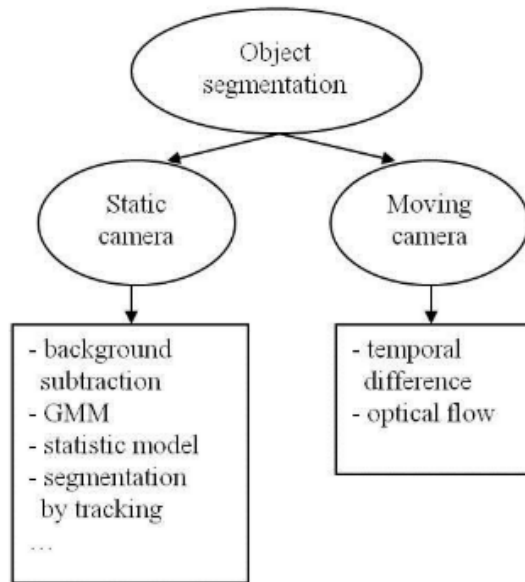 Object
segmentation
Static
camera
Moving
camera
- background
subtraction
- GMM
- statistic model
- segmentation
by tracking
...
- temporal
difference
- optical flow